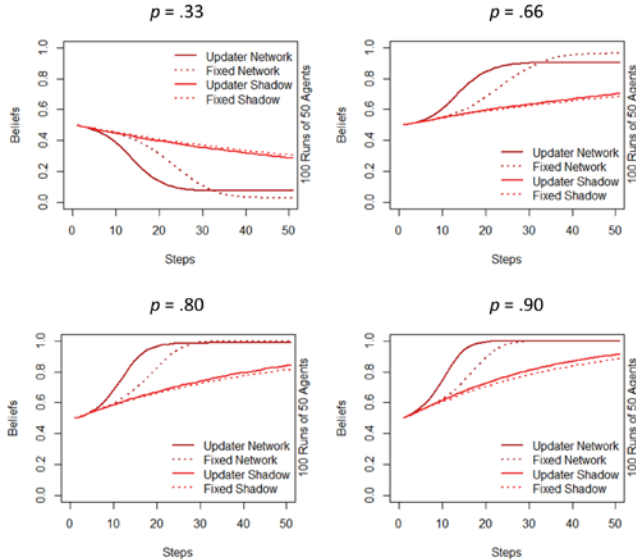 p = .33
p = .66
1.0
0.8
0.6
0.4
0.2
0.0
Beliefs
Updater Network
Fixed Network
Updater Shadow
Fixed Shadow
100 Runs of 50 Agents
0 10 20 30 40 50
Steps
1.0
0.8
0.6
0.4
0.2
0.0
Beliefs
Updater Network
Fixed Network
Updater Shadow
Fixed Shadow
100 Runs of 50 Agents
0 10 20 30 40 50
Steps
p = .80
p = .90
1.0
0.8
0.6
0.4
0.2
0.0
Beliefs
Updater Network
Fixed Network
Updater Shadow
Fixed Shadow
100 Runs of 50 Agents
0 10 20 30 40 50
Steps
1.0
0.8
0.6
0.4
0.2
0.0
Beliefs
Updater Network
Fixed Network
Updater Shadow
Fixed Shadow
100 Runs of 50 Agents
0 10 20 30 40 50
Steps